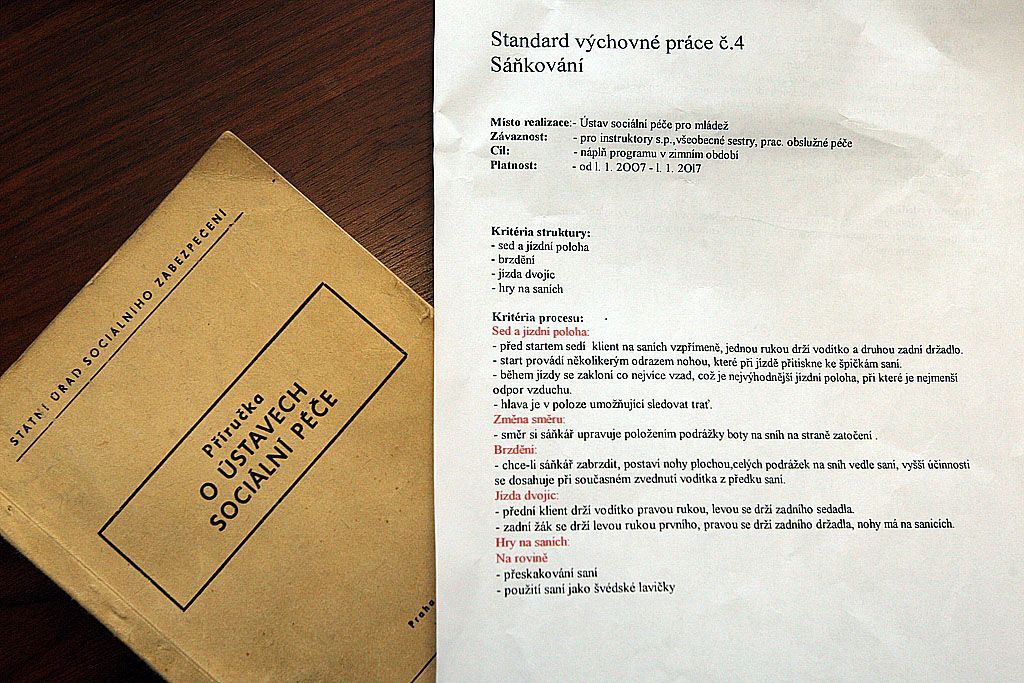 STÁTNÍ ÚŘAD SOCIÁLNÍHO ZABEZPEČENÍ
Příručka
O ÚSTAVECH
SOCIÁLNÍ PÉČE
Praha
Standard výchovné práce č.4
Sáňkování
Místo realizace:- Ústav sociální péče pro mládež
Závaznost: - pro instruktory s.p.,všeobecné sestry, prac. obslužné péče
Cíl: - náplň programu v zimním období
Platnost: - od 1. 1. 2007 - 1. 1. 2017
Kritéria struktury:
- sed a jízdní poloha
- brzdění
- jízda dvojic
- hry na saních
Kritéria procesu:
Sed a jízdní poloha:
- před startem sedí klient na saních vzpřímeně, jednou rukou drží vodítko a druhou zadní držadlo.
- start provádí několikerým odrazem nohou, které při jízdě přitiskne ke špičkám saní.
- během jízdy se zakloní co nejvíce vzad, což je nejvýhodnější jízdní poloha, při které je nejmenší
odpor vzduchu.
- hlava je v poloze umožňující sledovat trať.
Změna směru:
- směr si sáňkář upravuje položením podrážky boty na sníh na straně zatočení .
Brzdění:
- chce-li sáňkář zabrzdit, postaví nohy plochou,celých podrážek na sníh vedle saní, vyšší účinnosti
se dosahuje při současném zvednutí vodítka z předku saní.
Jízda dvojic:
- přední klient drží vodítko pravou rukou, levou se drží zadního sedadla.
- zadní žák se drží levou rukou prvního, pravou se drží zadního držadla, nohy má na sanicích.
Hry na saních:
Na rovině
- přeskakování saní
- použití saní jako švédské lavičky